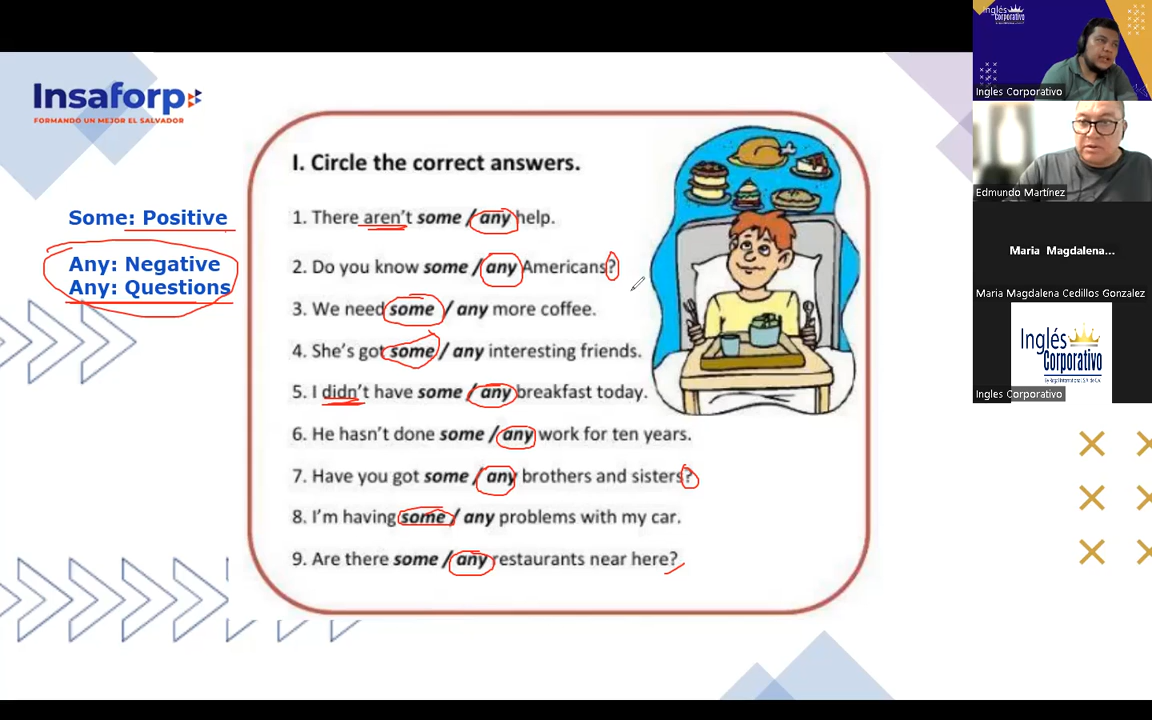 Insaforp
FORMANDO UN MEJOR EL SALVADOR
Some: Positive
Any: Negative
Any: Questions
I. Circle the correct answers.
1. There aren't some / any help.
2. Do you know some / any Americans?
3. We need some / any more coffee.
4. She's got some / any interesting friends.
5. I didn't have some / any breakfast today.
6. He hasn't done some / any work for ten years.
7. Have you got some / any brothers and sisters?
8. I'm having some / any problems with my car.
9. Are there some / any restaurants near here?
Inglés
Corporativo
Ingles Corporativo
Edmundo Martínez
Maria Magdalena...
Maria Magdalena Cedillos Gonzalez
Inglés
Corporativo
Ingles Corporativo